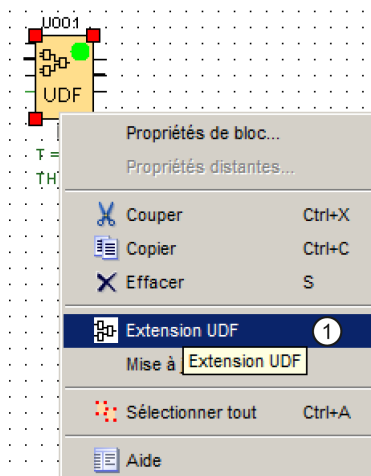 U001
UDF
Propriétés de bloc...
T =
Propriétés distantes...
TH
Couper Ctrl+X
Copier Ctrl+C
Effacer S
Extension UDF 1
Mise à
Extension UDF
Sélectionner tout Ctrl+A
Aide